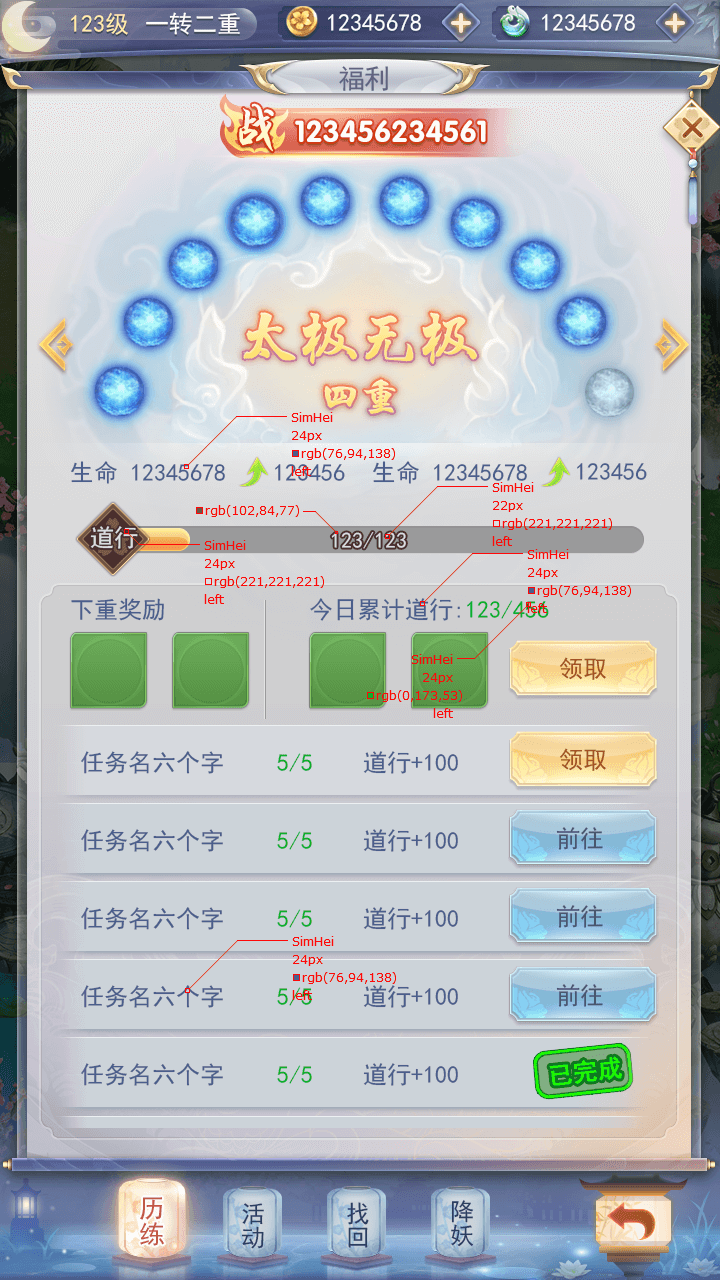 123级 一转二重 12345678 12345678
福利
战 123456234561
太极无极
四重
SimHei
24px
rgb(76,94,138)
left
生命 12345678 123456 生命 12345678 123456
SimHei
22px
rgb(221,221,221)
left
rgb(102,84,77)
道行 123/123
SimHei
24px
rgb(221,221,221)
left
SimHei
24px
rgb(76,94,138)
left
下重奖励 今日累计道行:123/456
SimHei
24px
rgb(0,173,53)
left
领取
任务名六个字 5/5 道行+100 领取
任务名六个字 5/5 道行+100 前往
任务名六个字 5/5 道行+100 前往
SimHei
24px
rgb(76,94,138)
left
任务名六个字 5/5 道行+100 前往
任务名六个字 5/5 道行+100 已完成
历练 活动 找回 降妖